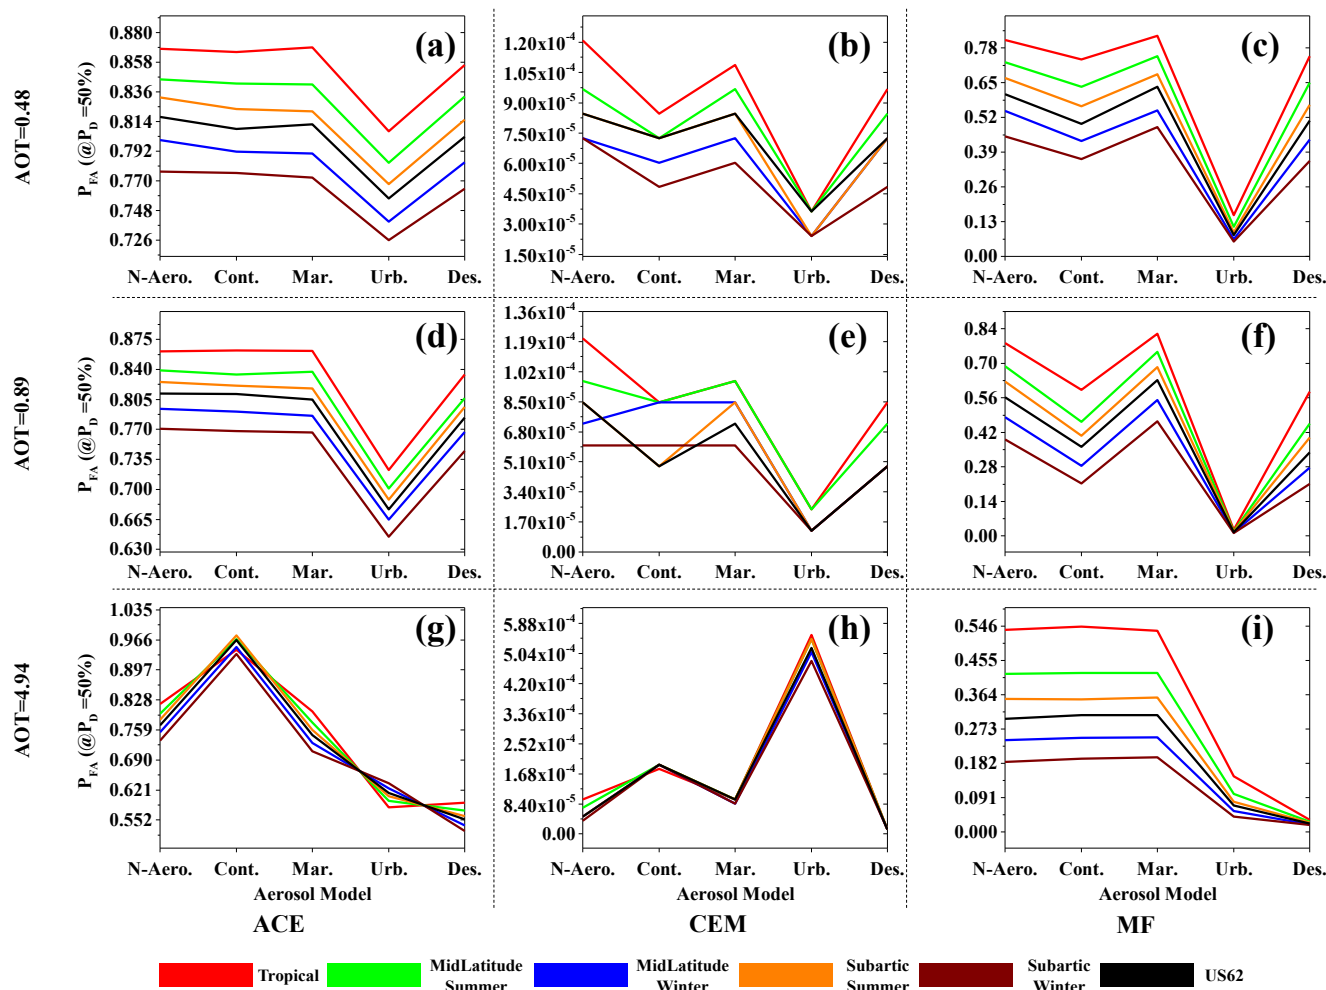 AOT=0.48
P_FA (@P_D =50%)
0.880
0.858
0.836
0.814
0.792
0.770
0.748
0.726
(a)
N-Aero. Cont. Mar. Urb. Des.
1.20x10^-4
1.05x10^-4
9.00x10^-5
7.50x10^-5
6.00x10^-5
4.50x10^-5
3.00x10^-5
1.50x10^-5
(b)
N-Aero. Cont. Mar. Urb. Des.
0.78
0.65
0.52
0.39
0.26
0.13
0.00
(c)
N-Aero. Cont. Mar. Urb. Des.
AOT=0.89
P_FA (@P_D =50%)
0.875
0.840
0.805
0.770
0.735
0.700
0.665
0.630
(d)
N-Aero. Cont. Mar. Urb. Des.
1.36x10^-4
1.19x10^-4
1.02x10^-4
8.50x10^-5
6.80x10^-5
5.10x10^-5
3.40x10^-5
1.70x10^-5
0.00
(e)
N-Aero. Cont. Mar. Urb. Des.
0.84
0.70
0.56
0.42
0.28
0.14
0.00
(f)
N-Aero. Cont. Mar. Urb. Des.
AOT=4.94
P_FA (@P_D =50%)
1.035
0.966
0.897
0.828
0.759
0.690
0.621
0.552
(g)
N-Aero. Cont. Mar. Urb. Des.
Aerosol Model
ACE
5.88x10^-4
5.04x10^-4
4.20x10^-4
3.36x10^-4
2.52x10^-4
1.68x10^-4
8.40x10^-5
0.00
(h)
N-Aero. Cont. Mar. Urb. Des.
Aerosol Model
CEM
0.546
0.455
0.364
0.273
0.182
0.091
0.000
(i)
N-Aero. Cont. Mar. Urb. Des.
Aerosol Model
MF
Tropical
MidLatitude
Summer
MidLatitude
Winter
Subartic
Summer
Subartic
Winter
US62